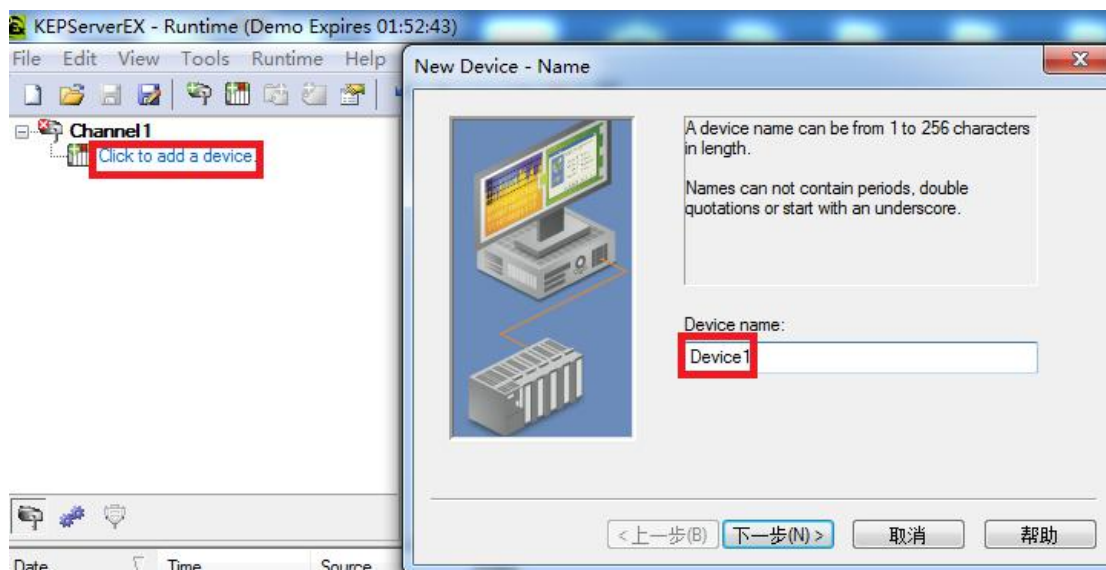 KEPServerEX - Runtime (Demo Expires 01:52:43)
File Edit View Tools Runtime Help
Channel1
Click to add a device.
Date Time Source
New Device - Name
A device name can be from 1 to 256 characters
in length.
Names can not contain periods, double
quotations or start with an underscore.
Device name:
Device1
<上一步(B) 下一步(N)> 取消 帮助